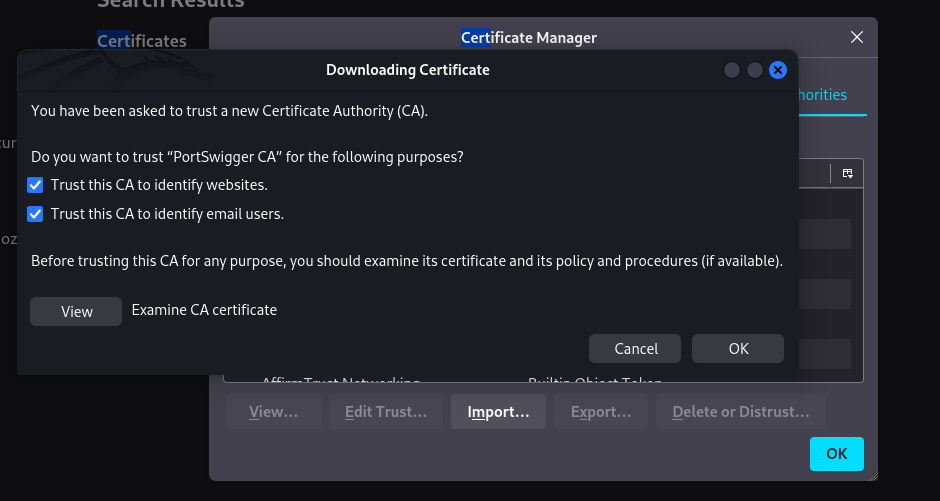 Search Results
Certificates
Certificate Manager
Downloading Certificate
horities
You have been asked to trust a new Certificate Authority (CA).
cur
Do you want to trust “PortSwigger CA” for the following purposes?
Trust this CA to identify websites.
Trust this CA to identify email users.
oz
Before trusting this CA for any purpose, you should examine its certificate and its policy and procedures (if available).
View Examine CA certificate
Cancel OK
AffirmTrust Networking Builtin Object Token
View... Edit Trust... Import... Export... Delete or Distrust...
OK